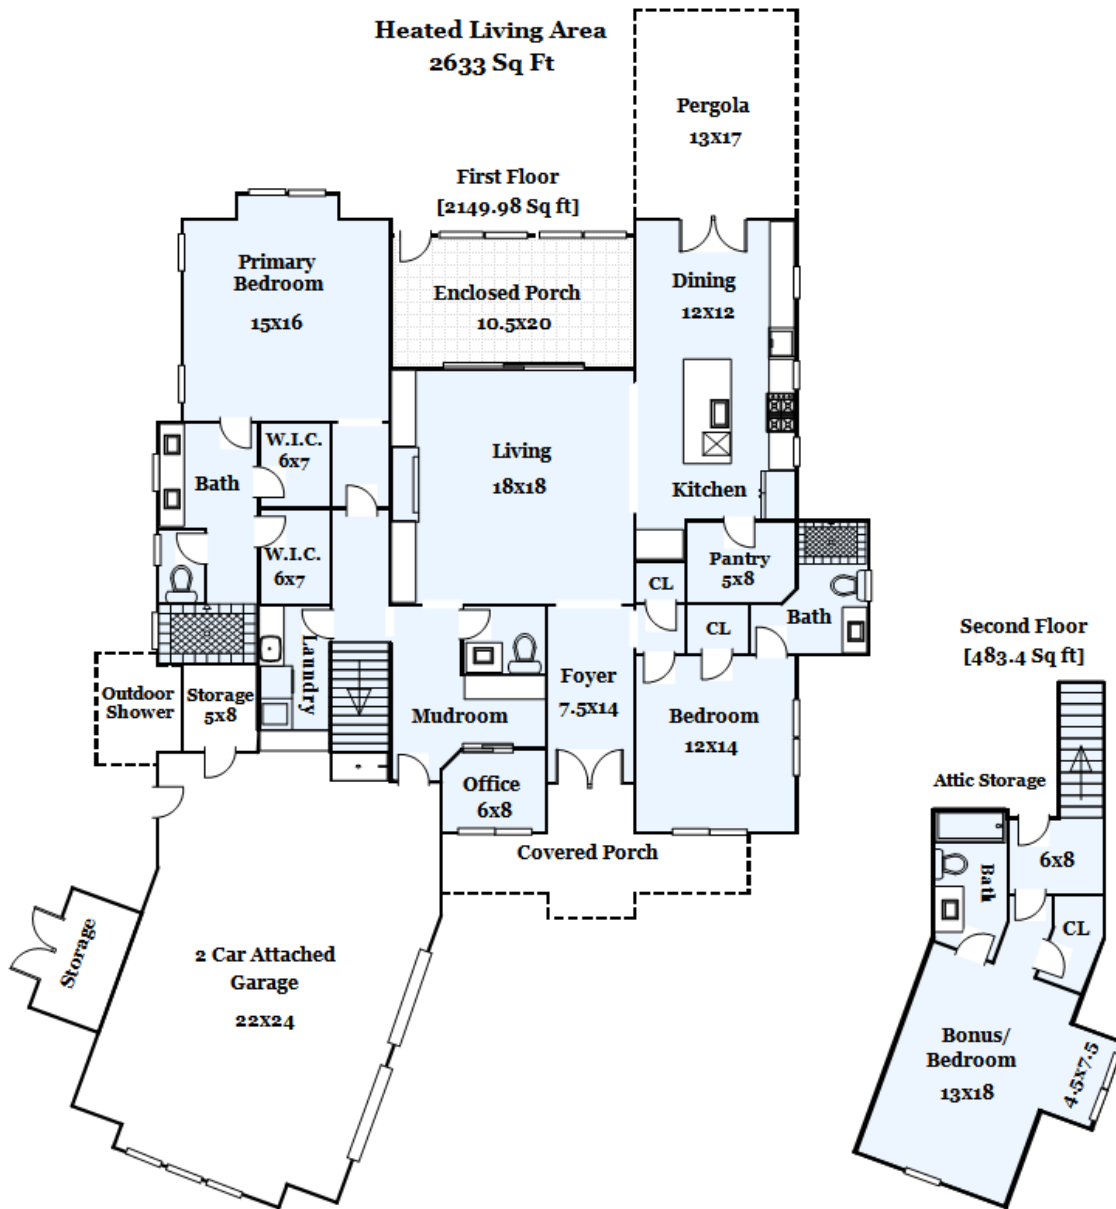 Heated Living Area
2633 Sq Ft
Pergola
13x17
First Floor
[2149.98 Sq ft]
Primary
Bedroom
15x16
Enclosed Porch
10.5x20
Dining
12x12
W.I.C.
6x7
Bath
Living
18x18
Kitchen
W.I.C.
6x7
Pantry
5x8
CL
CL
Bath
Landry
Outdoor
Shower
Storage
5x8
Mudroom
Foyer
7.5x14
Bedroom
12x14
Office
6x8
Covered Porch
Storage
2 Car Attached
Garage
22x24
Second Floor
[483.4 Sq ft]
Attic Storage
6x8
Bath
CL
Bonus/
Bedroom
13x18
4.5x7.5